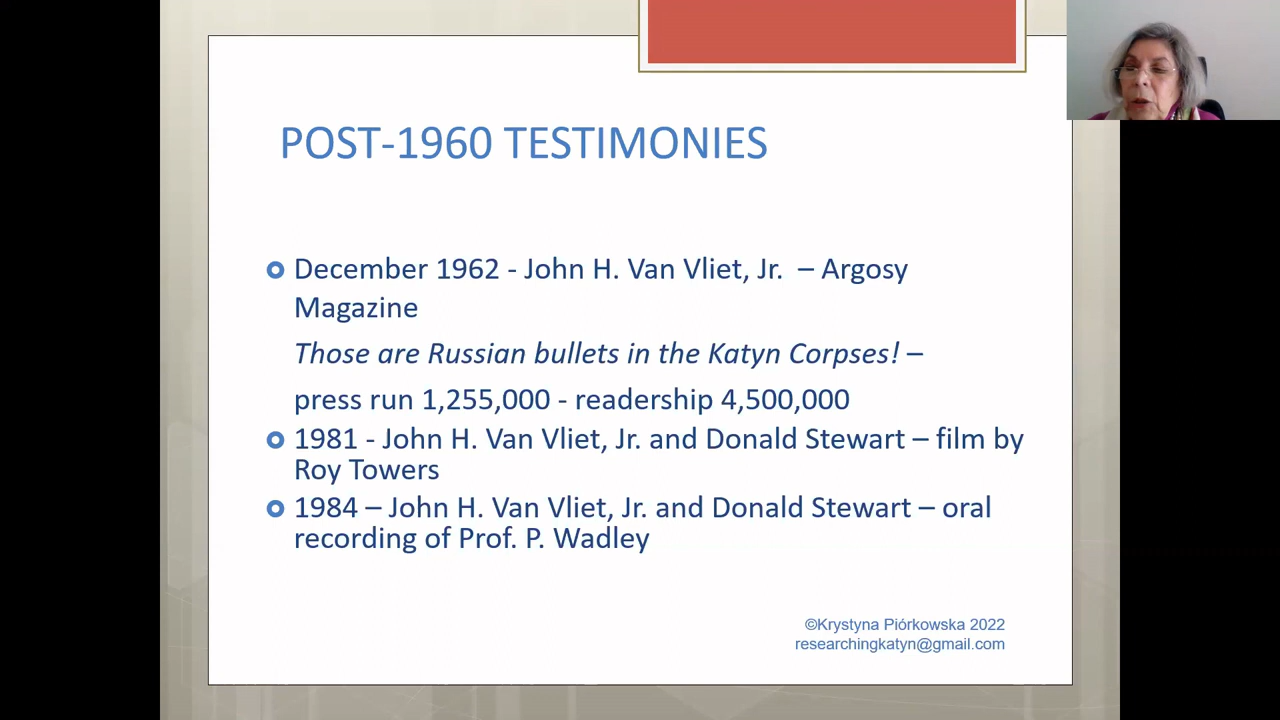 POST-1960 TESTIMONIES
December 1962 - John H. Van Vliet, Jr. – Argosy
Magazine
Those are Russian bullets in the Katyn Corpses! –
press run 1,255,000 - readership 4,500,000
1981 - John H. Van Vliet, Jr. and Donald Stewart – film by
Roy Towers
1984 – John H. Van Vliet, Jr. and Donald Stewart – oral
recording of Prof. P. Wadley
©Krystyna Piórkowska 2022
researchingkatyn@gmail.com